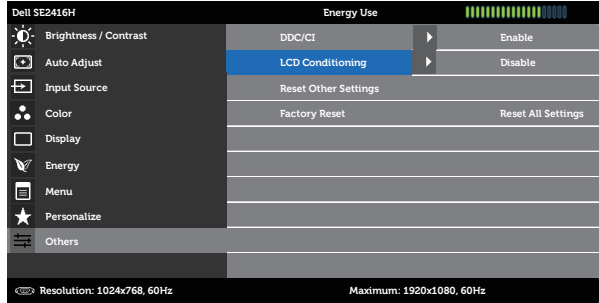 Dell SE2416H Energy Use
Brightness / Contrast DDC/CI Enable
Auto Adjust LCD Conditioning Disable
Input Source Reset Other Settings
Color Factory Reset Reset All Settings
Display
Energy
Menu
Personalize
Others
Resolution: 1024x768, 60Hz Maximum: 1920x1080, 60Hz